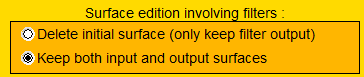 Surface edition involving filters :
Delete initial surface (only keep filter output)
Keep both input and output surfaces